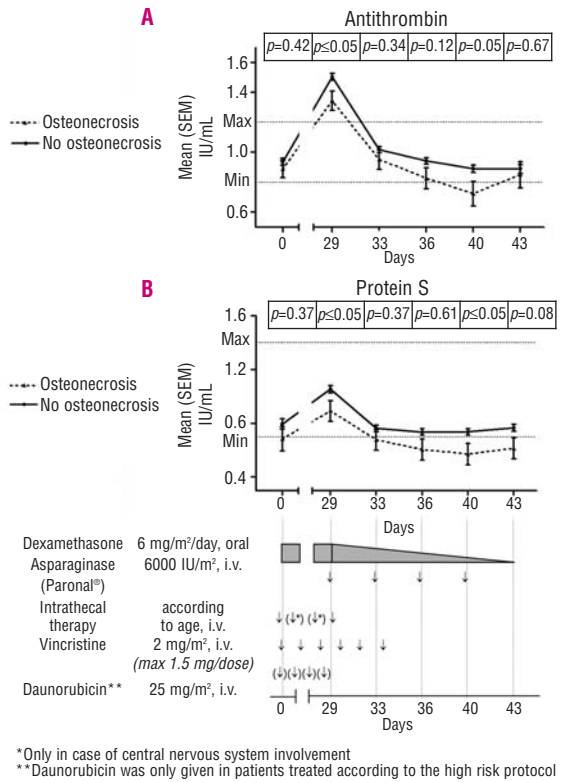 A
Antithrombin
p=0.42 p≤0.05 p=0.34 p=0.12 p=0.05 p=0.67
Osteonecrosis
No osteonecrosis
Mean (SEM)
IU/mL
1.6
1.4
Max
1.0
Min
0.6
0 29 33 36 40 43
Days
B
Protein S
p=0.37 p≤0.05 p=0.37 p=0.61 p≤0.05 p=0.08
Osteonecrosis
No osteonecrosis
Mean (SEM)
IU/mL
1.6
Max
1.2
0.6
Min
0.4
0 29 33 36 40 43
Days
Dexamethasone 6 mg/m²/day, oral
Asparaginase 6000 IU/m², i.v.
(Paronal®)
Intrathecal according
therapy to age, i.v.
(↓*) (↓*)
Vincristine 2 mg/m², i.v.
(max 1.5 mg/dose)
(↓)(↓)(↓)(↓)
Daunorubicin** 25 mg/m², i.v.
0 29 33 36 40 43
Days
*Only in case of central nervous system involvement
**Daunorubicin was only given in patients treated according to the high risk protocol